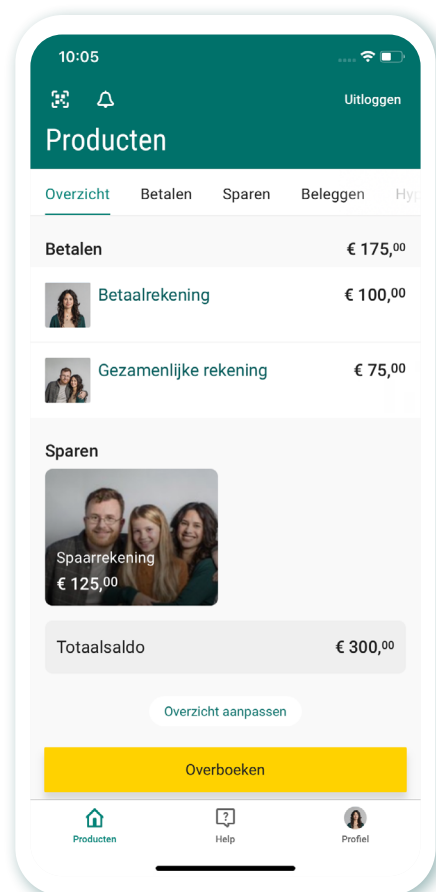 10:05
Uitloggen
Producten
Overzicht Betalen Sparen Beleggen Hyp
Betalen € 175,00
Betaalrekening € 100,00
Gezamenlijke rekening € 75,00
Sparen
Spaarrekening
€ 125,00
Totaalsaldo € 300,00
Overzicht aanpassen
Overboeken
Producten Help Profiel